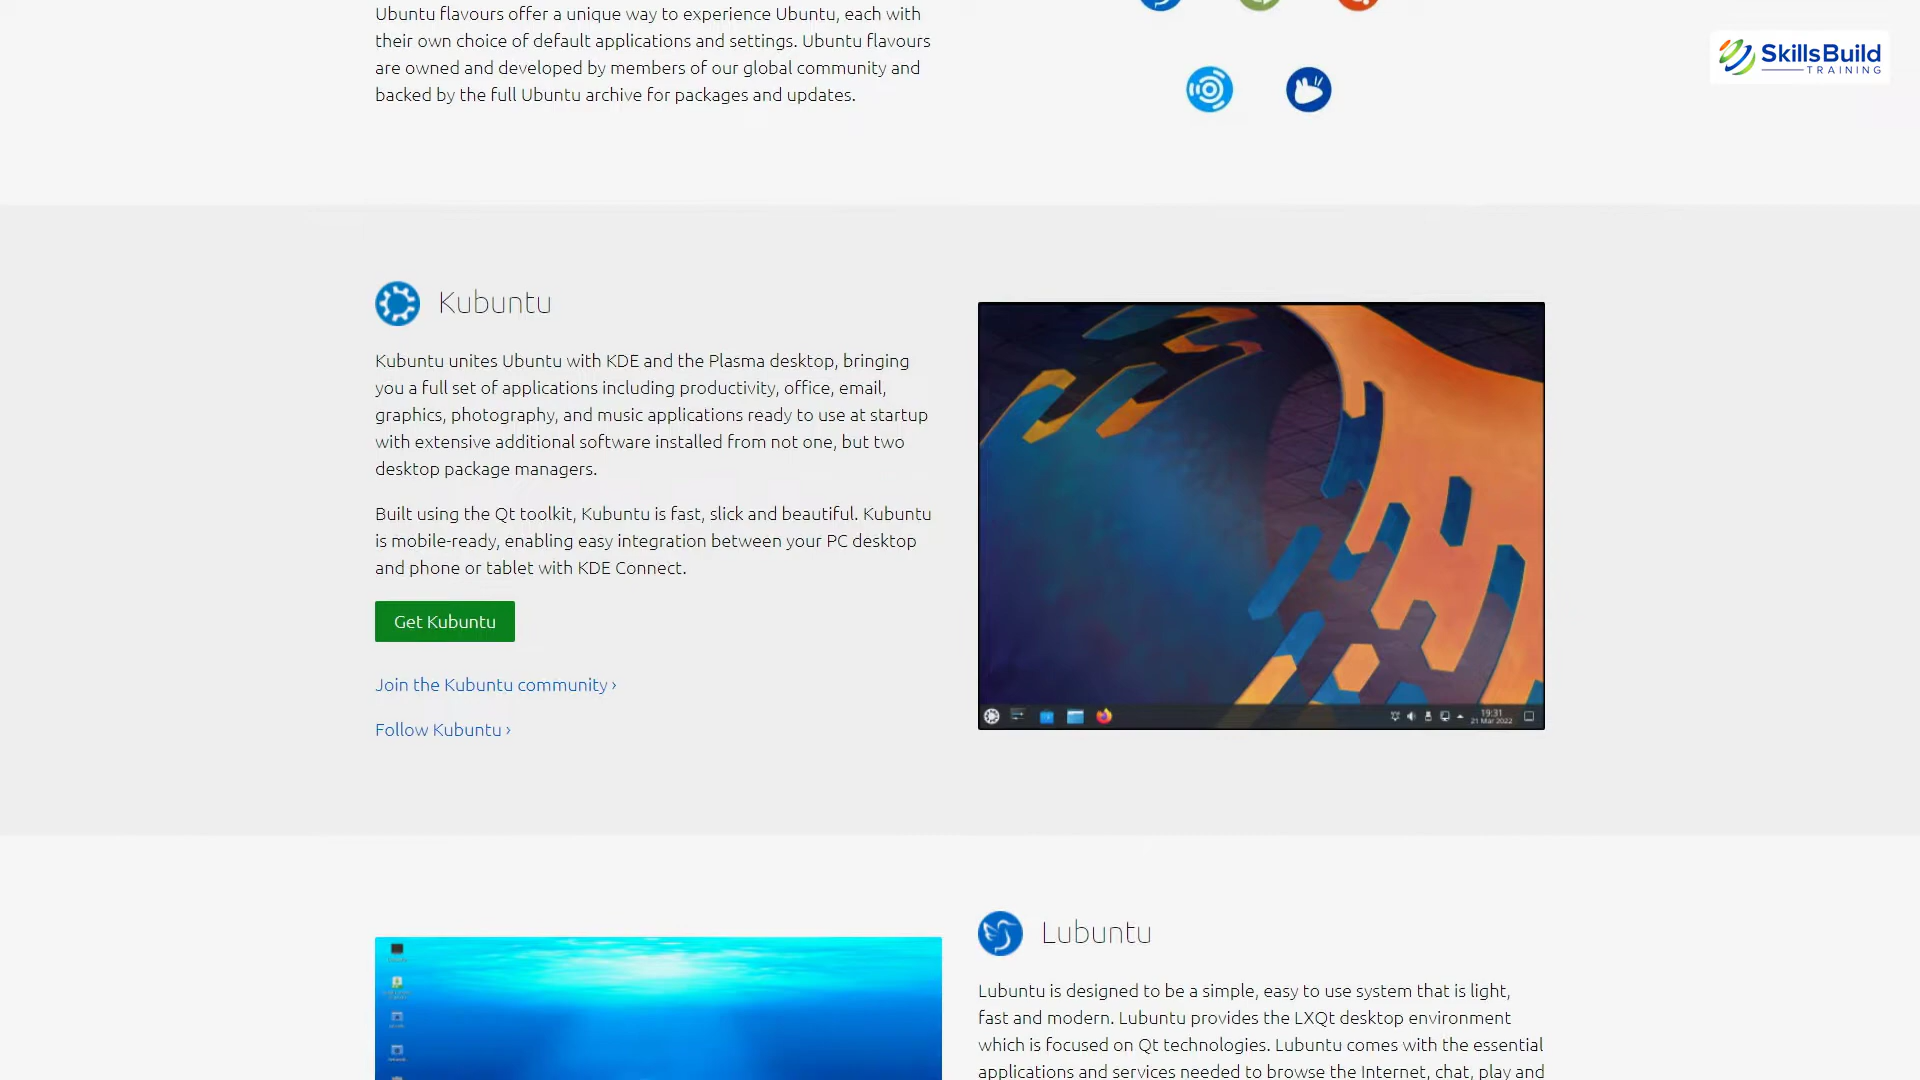 Ubuntu flavours offer a unique way to experience Ubuntu, each with
their own choice of default applications and settings. Ubuntu flavours
are owned and developed by members of our global community and
backed by the full Ubuntu archive for packages and updates.
SkillsBuild
TRAINING
Kubuntu
Kubuntu unites Ubuntu with KDE and the Plasma desktop, bringing
you a full set of applications including productivity, office, email,
graphics, photography, and music applications ready to use at startup
with extensive additional software installed from not one, but two
desktop package managers.
Built using the Qt toolkit, Kubuntu is fast, slick and beautiful. Kubuntu
is mobile-ready, enabling easy integration between your PC desktop
and phone or tablet with KDE Connect.
Get Kubuntu
Join the Kubuntu community ›
Follow Kubuntu ›
19:31
21 Mar 2022
Lubuntu
Lubuntu is designed to be a simple, easy to use system that is light,
fast and modern. Lubuntu provides the LXQt desktop environment
which is focused on Qt technologies. Lubuntu comes with the essential
applications and services needed to browse the Internet, chat, play and